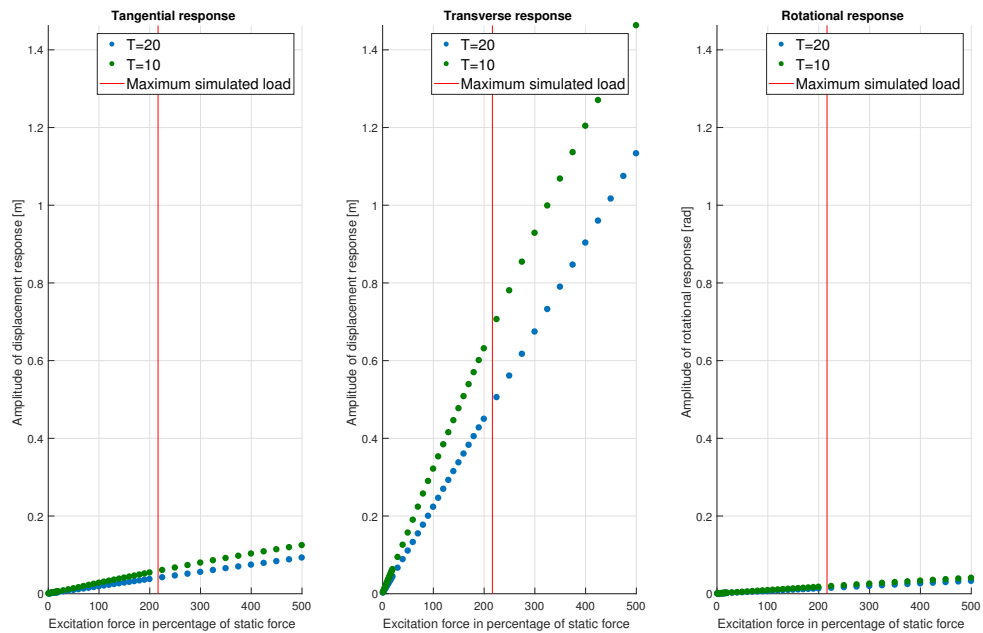 Tangential response
T=20
T=10
Maximum simulated load
1.4
1.2
1
0.8
0.6
0.4
0.2
0
Amplitude of displacement response [m]
0 100 200 300 400 500
Excitation force in percentage of static force
Transverse response
T=20
T=10
Maximum simulated load
1.4
1.2
1
0.8
0.6
0.4
0.2
0
Amplitude of displacement response [m]
0 100 200 300 400 500
Excitation force in percentage of static force
Rotational response
T=20
T=10
Maximum simulated load
1.4
1.2
1
0.8
0.6
0.4
0.2
0
Amplitude of rotational response [rad]
0 100 200 300 400 500
Excitation force in percentage of static force